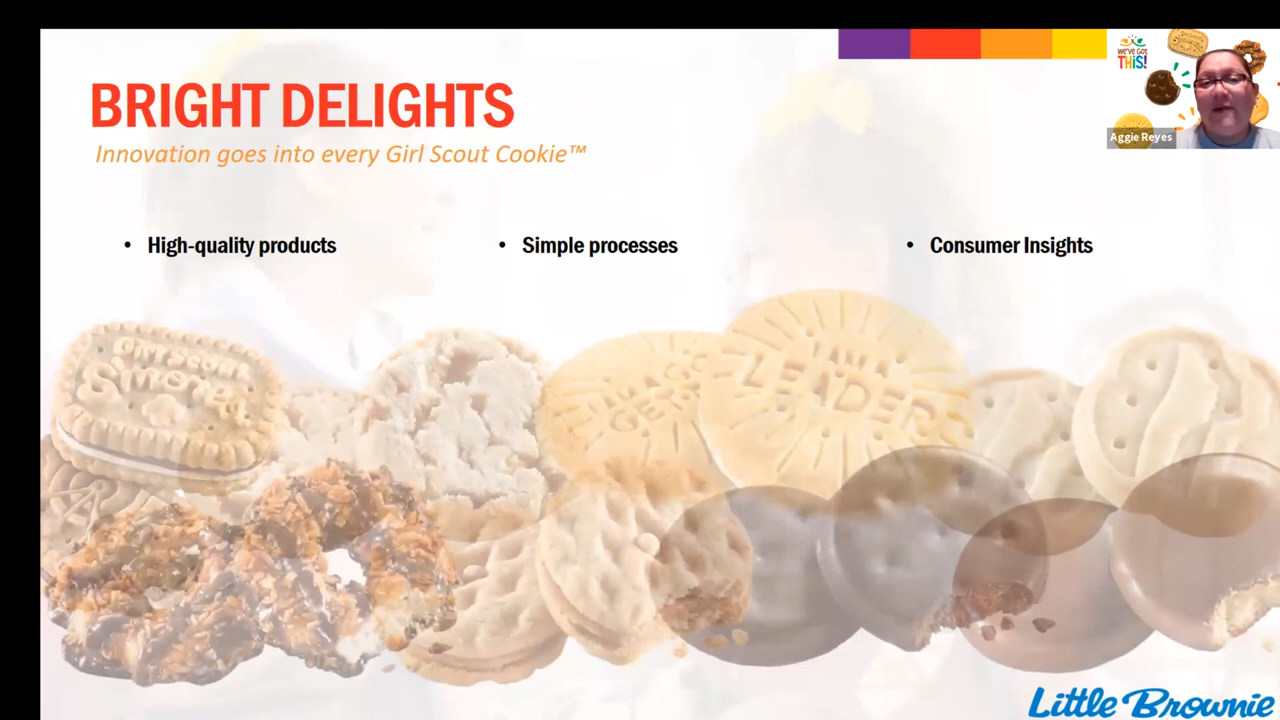 BRIGHT DELIGHTS
Innovation goes into every Girl Scout Cookie™
WE'VE GOT
THIS!
Aggie Reyes
• High-quality products
• Simple processes
• Consumer Insights
GIRL SCOUT
S'mores
I AM A
LEADER
Little Brownie